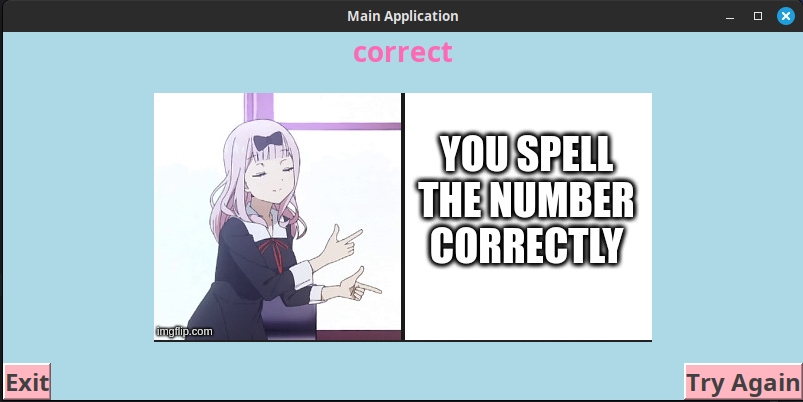 Main Application
correct
YOU SPELL
THE NUMBER
CORRECTLY
imgflip.com
Exit
Try Again